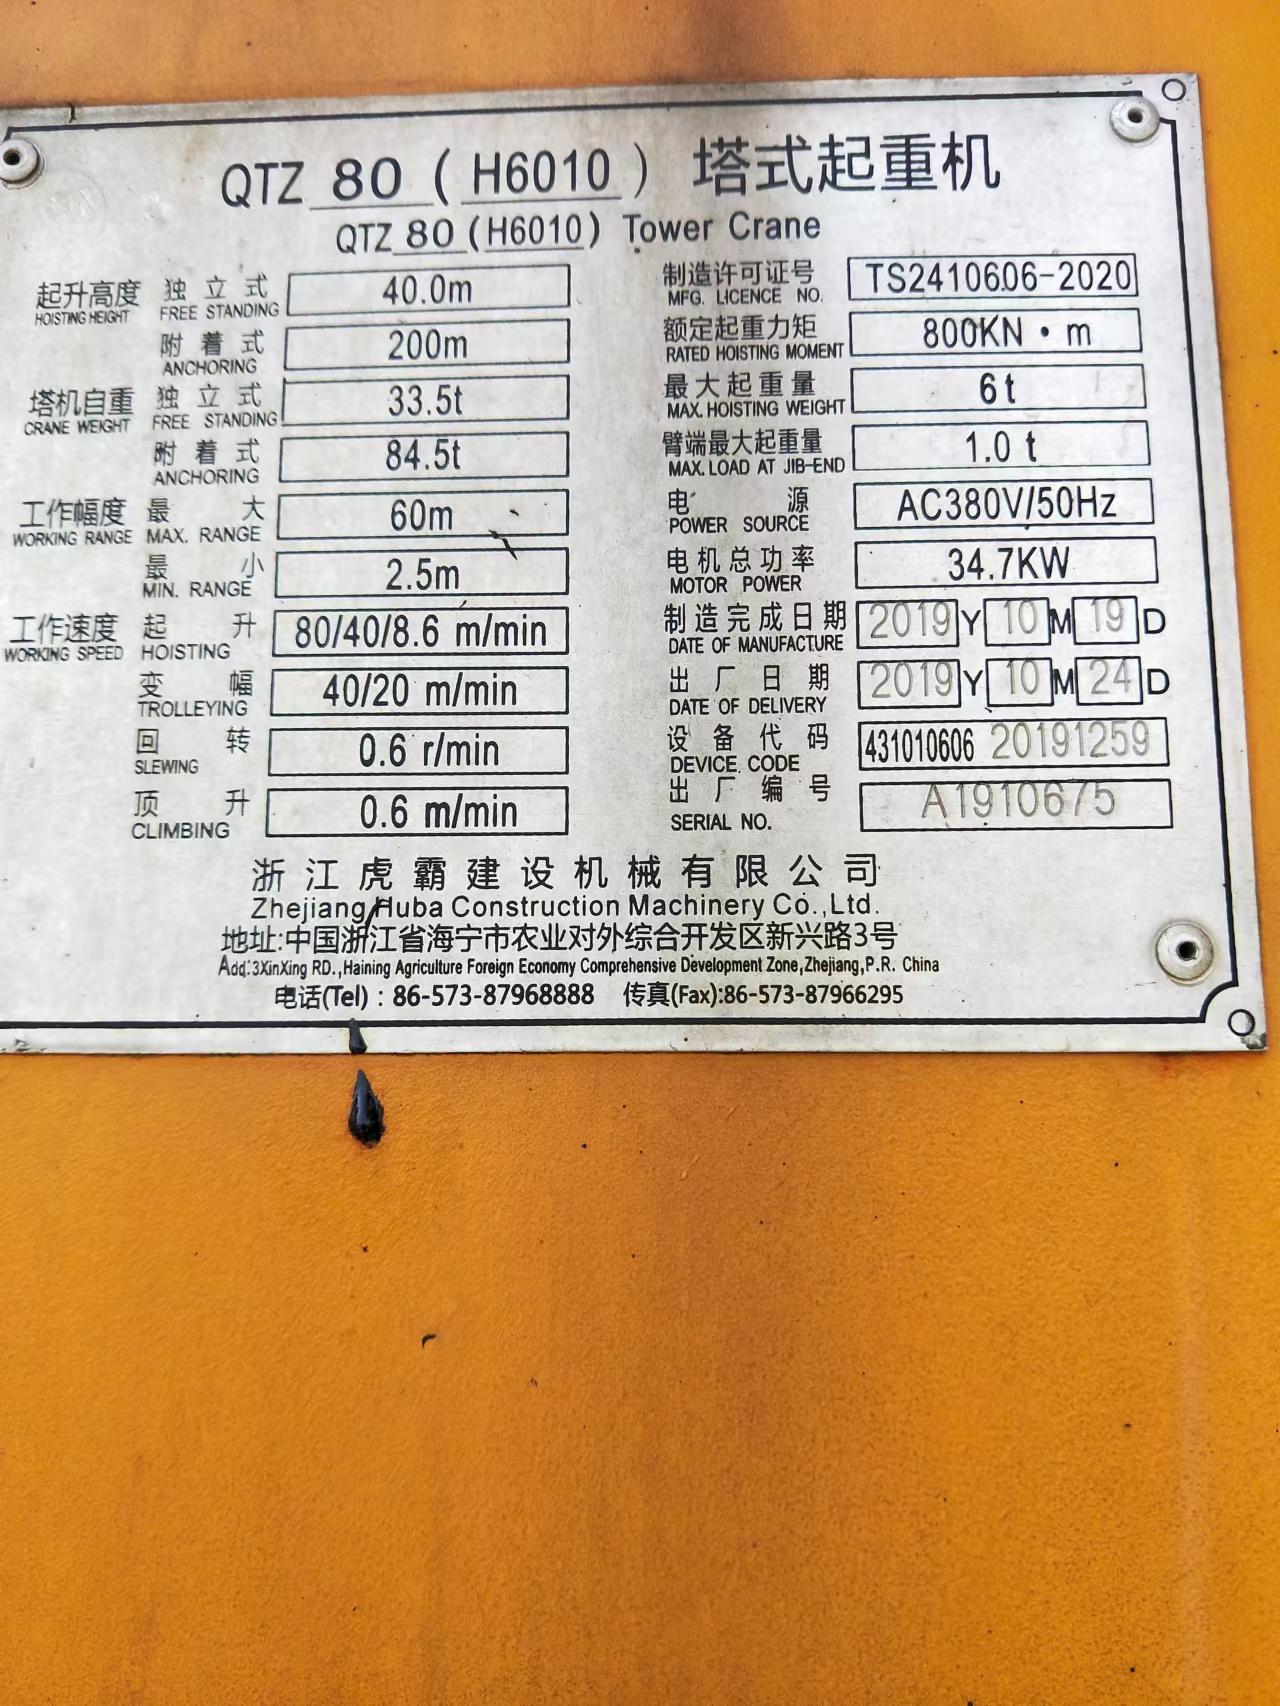 QTZ 80 (H6010) 塔式起重机
QTZ 80 (H6010) Tower Crane
起升高度 独立式 40.0m
HOISTING HEIGHT FREE STANDING
附着式 200m
ANCHORING
塔机自重 独立式 33.5t
CRANE WEIGHT FREE STANDING
附着式 84.5t
ANCHORING
工作幅度 最大 60m
WORKING RANGE MAX. RANGE
最小 2.5m
MIN. RANGE
工作速度 起升 80/40/8.6 m/min
WORKING SPEED HOISTING
变幅 40/20 m/min
TROLLEYING
回转 0.6 r/min
SLEWING
顶升 0.6 m/min
CLIMBING
制造许可证号 TS2410606-2020
MFG. LICENCE NO.
额定起重力矩 800KN·m
RATED HOISTING MOMENT
最大起重量 6t
MAX. HOISTING WEIGHT
臂端最大起重量 1.0 t
MAX. LOAD AT JIB-END
电源 AC380V/50Hz
POWER SOURCE
电机总功率 34.7KW
MOTOR POWER
制造完成日期 2019 Y 10 M 19 D
DATE OF MANUFACTURE
出厂日期 2019 Y 10 M 24 D
DATE OF DELIVERY
设备代码 431010606 20191259
DEVICE. CODE
出厂编号 A1910675
SERIAL NO.
浙江虎霸建设机械有限公司
Zhejiang Huba Construction Machinery Co.,Ltd.
地址:中国浙江省海宁市农业对外综合开发区新兴路3号
Add:3XinXing RD.,Haining Agriculture Foreign Economy Comprehensive Development Zone,Zhejiang,P.R. China
电话(Tel) : 86-573-87968888 传真(Fax):86-573-87966295